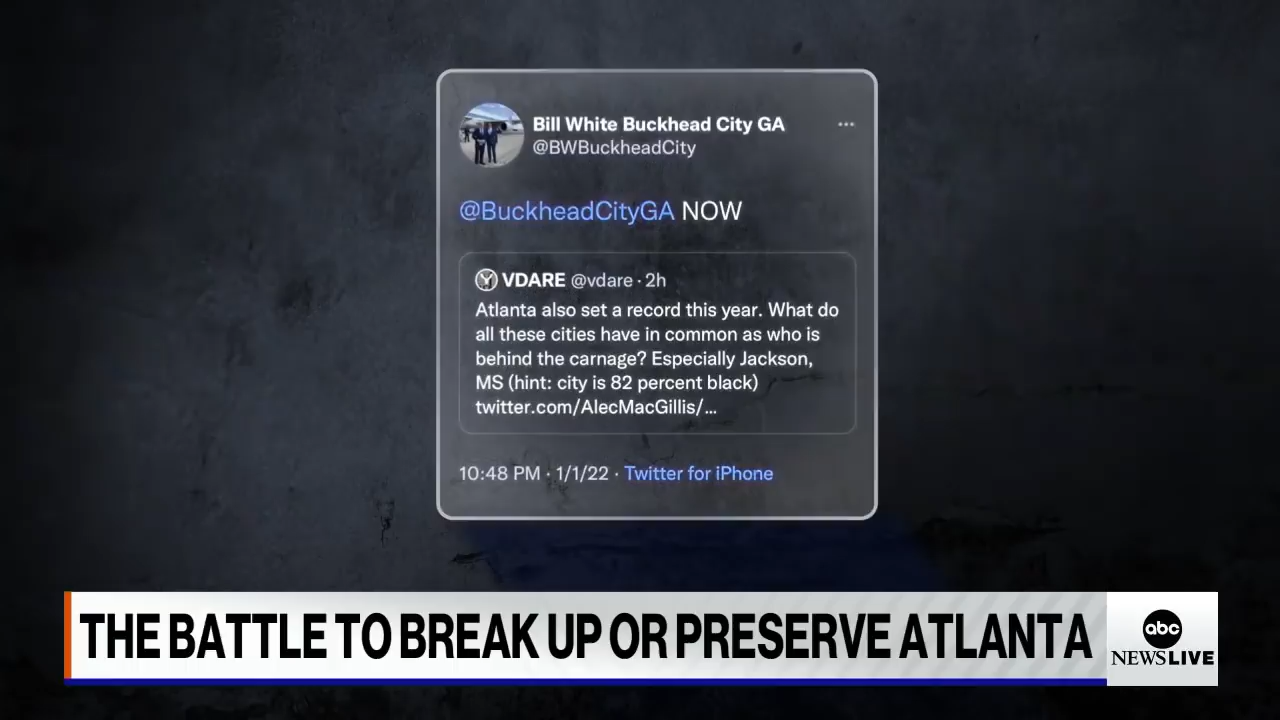 Bill White Buckhead City GA
@BWBuckheadCity
@BuckheadCityGA NOW
VDARE @vdare · 2h
Atlanta also set a record this year. What do
all these cities have in common as who is
behind the carnage? Especially Jackson,
MS (hint: city is 82 percent black)
twitter.com/AlecMacGillis/...
10:48 PM · 1/1/22 · Twitter for iPhone
THE BATTLE TO BREAK UP OR PRESERVE ATLANTA
abc
NEWS LIVE